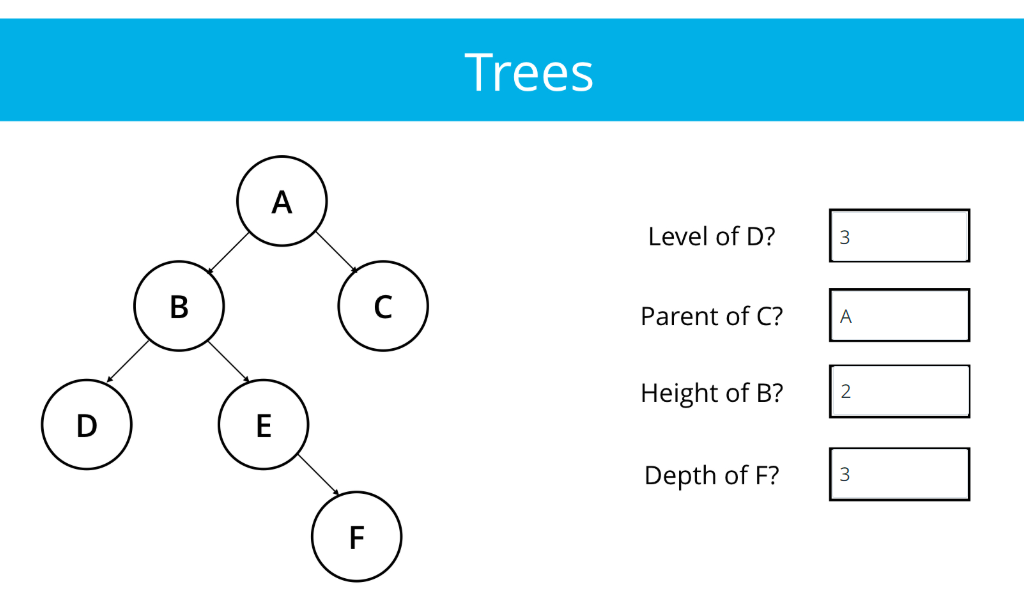 Trees
A
B
C
D
E
F
Level of D?
3
Parent of C?
A
Height of B?
2
Depth of F?
3